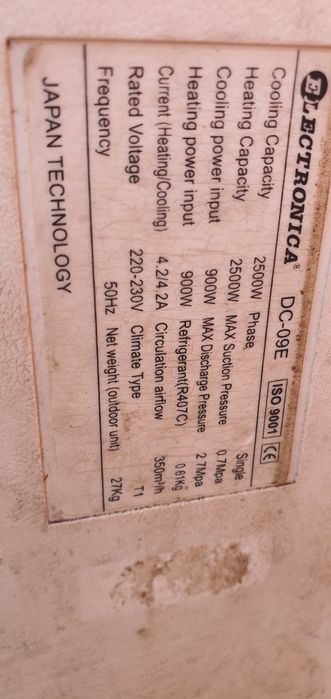 ELECTRONICA® DC-09E ISO 9001 CE
Cooling Capacity 2500W Phase Single
Heating Capacity 2500W MAX Suction Pressure 0.7Mpa
Cooling power input 900W MAX Discharge Pressure 2.7Mpa
Heating power input 900W Refrigerant(R407C) 0.61Kg
Current (Heating/Cooling) 4.2/4.2A Circulation airflow 350m³/h
Rated Voltage 220-230V Climate Type T1
Frequency 50Hz Net weight (outdoor unit) 27Kg
JAPAN TECHNOLOGY